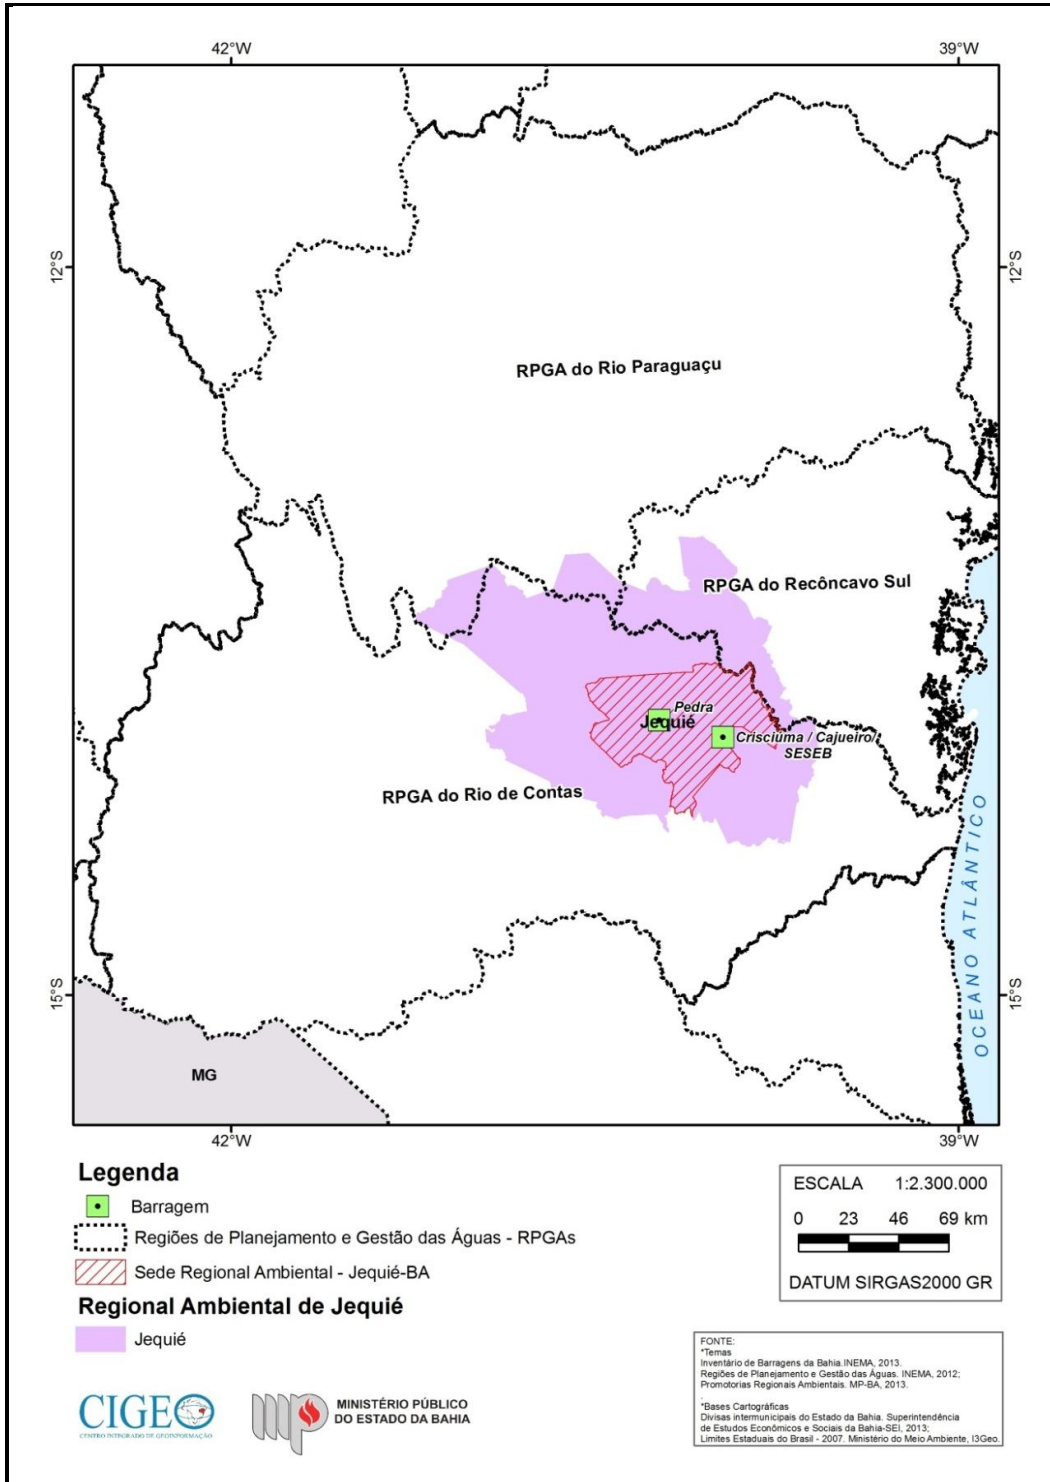 42°W 39°W
12°S 12°S
RPGA do Rio Paraguaçu
RPGA do Recôncavo Sul
Pedra
Jequié
Crisciuma / Cajueiro/
SESEB
RPGA do Rio de Contas
OCEANO ATLÂNTICO
15°S 15°S
MG
42°W 39°W
Legenda
Barragem
Regiões de Planejamento e Gestão das Águas - RPGAs
Sede Regional Ambiental - Jequié-BA
Regional Ambiental de Jequié
Jequié
ESCALA 1:2.300.000
0 23 46 69 km
DATUM SIRGAS2000 GR
CIGEO
CENTRO INTEGRADO DE GEOINFORMAÇÃO
mp
MINISTÉRIO PÚBLICO
DO ESTADO DA BAHIA
FONTE:
*Temas
Inventário de Barragens da Bahia.INEMA, 2013.
Regiões de Planejamento e Gestão das Águas. INEMA, 2012;
Promotorias Regionais Ambientais. MP-BA, 2013.
.
*Bases Cartográficas
Divisas intermunicipais do Estado da Bahia. Superintendência
de Estudos Econômicos e Sociais da Bahia-SEI, 2013;
Limites Estaduais do Brasil - 2007. Ministério do Meio Ambiente, I3Geo.